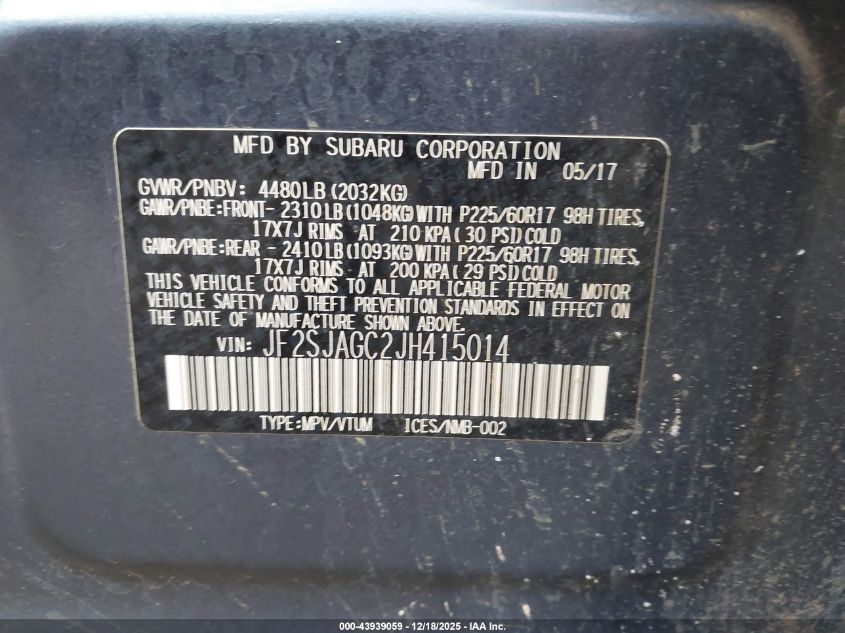 MFD BY SUBARU CORPORATION
MFD IN 05/17
GVWR/PNBV: 4480LB (2032KG)
GAWR/PNBE:FRONT- 2310LB (1048KG) WITH P225/60R17 98H TIRES,
17X7J RIMS AT 210 KPA ( 30 PSI) COLD
GAWR/PNBE:REAR - 2410LB (1093KG) WITH P225/60R17 98H TIRES,
17X7J RIMS AT 200 KPA ( 29 PSI) COLD
THIS VEHICLE CONFORMS TO ALL APPLICABLE FEDERAL MOTOR
VEHICLE SAFETY AND THEFT PREVENTION STANDARDS IN EFFECT ON
THE DATE OF MANUFACTURE SHOWN ABOVE.
VIN: JF2SJAGC2JH415014
TYPE:MPV/VTUM ICES/NMB-002
000-43939059 - 12/18/2025 - IAA Inc.